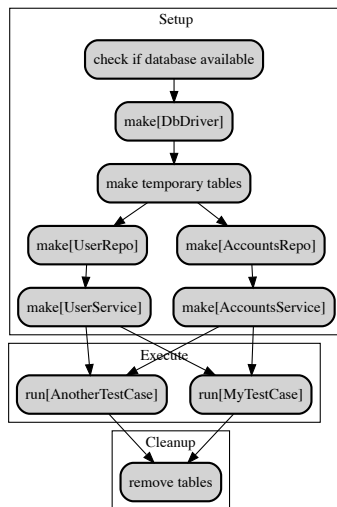 Setup
check if database available
make[DbDriver]
make temporary tables
make[UserRepo]
make[AccountsRepo]
make[UserService]
make[AccountsService]
Execute
run[AnotherTestCase]
run[MyTestCase]
Cleanup
remove tables